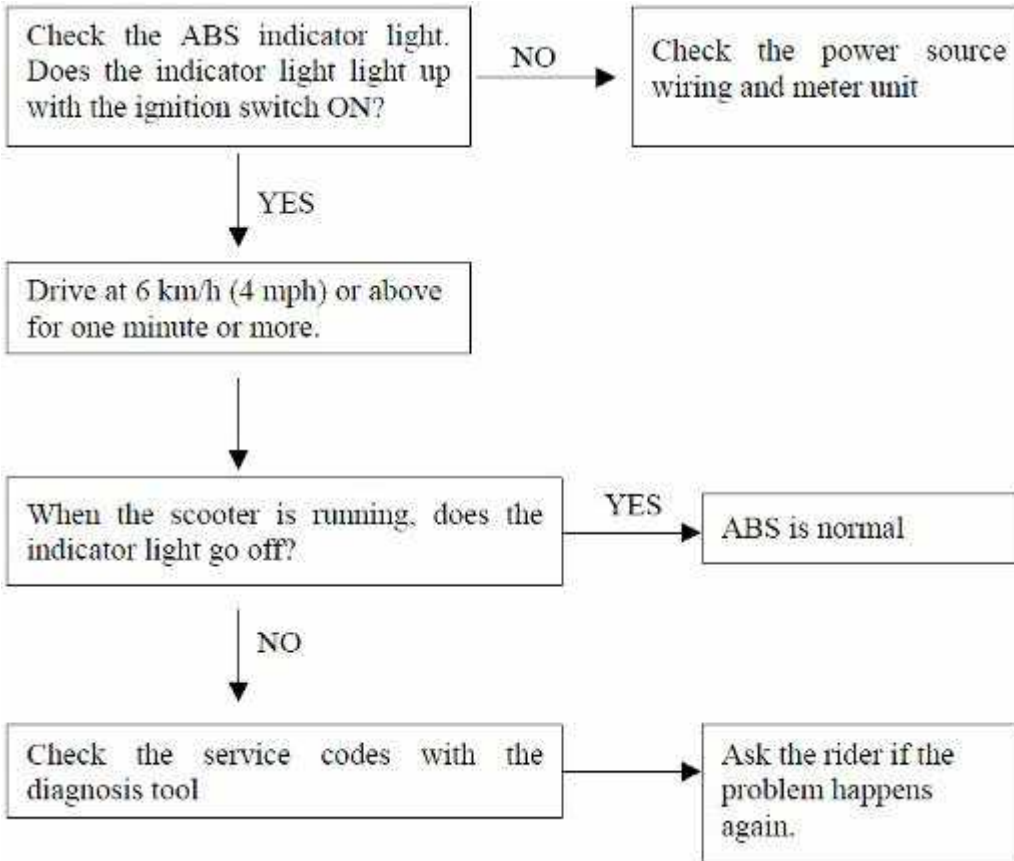 Check the ABS indicator light.
Does the indicator light light up
with the ignition switch ON?
NO
Check the power source
wiring and meter unit
YES
Drive at 6 km/h (4 mph) or above
for one minute or more.
When the scooter is running, does the
indicator light go off?
YES
ABS is normal
NO
Check the service codes with the
diagnosis tool
Ask the rider if the
problem happens
again.